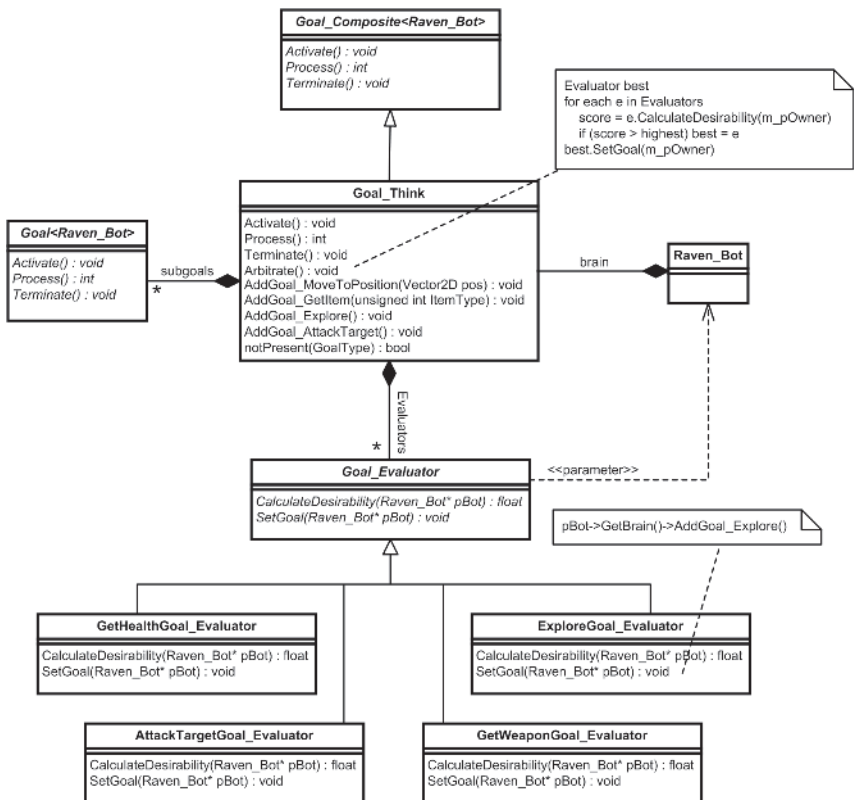 Goal_Composite<Raven_Bot>
Activate() : void
Process() : int
Terminate() : void
Evaluator best
for each e in Evaluators
score = e.CalculateDesirability(m_pOwner)
if (score > highest) best = e
best.SetGoal(m_pOwner)
Goal_Think
Activate() : void
Process() : int
Terminate() : void
Arbitrate() : void
AddGoal_MoveToPosition(Vector2D pos) : void
AddGoal_GetItem(unsigned int ItemType) : void
AddGoal_Explore() : void
AddGoal_AttackTarget() : void
notPresent(GoalType) : bool
Goal<Raven_Bot>
Activate() : void
Process() : int
Terminate() : void
subgoals
*
brain
Raven_Bot
Evaluators
*
<<parameter>>
Goal_Evaluator
CalculateDesirability(Raven_Bot* pBot) : float
SetGoal(Raven_Bot* pBot) : void
pBot->GetBrain()->AddGoal_Explore()
GetHealthGoal_Evaluator
CalculateDesirability(Raven_Bot* pBot) : float
SetGoal(Raven_Bot* pBot) : void
ExploreGoal_Evaluator
CalculateDesirability(Raven_Bot* pBot) : float
SetGoal(Raven_Bot* pBot) : void
AttackTargetGoal_Evaluator
CalculateDesirability(Raven_Bot* pBot) : float
SetGoal(Raven_Bot* pBot) : void
GetWeaponGoal_Evaluator
CalculateDesirability(Raven_Bot* pBot) : float
SetGoal(Raven_Bot* pBot) : void